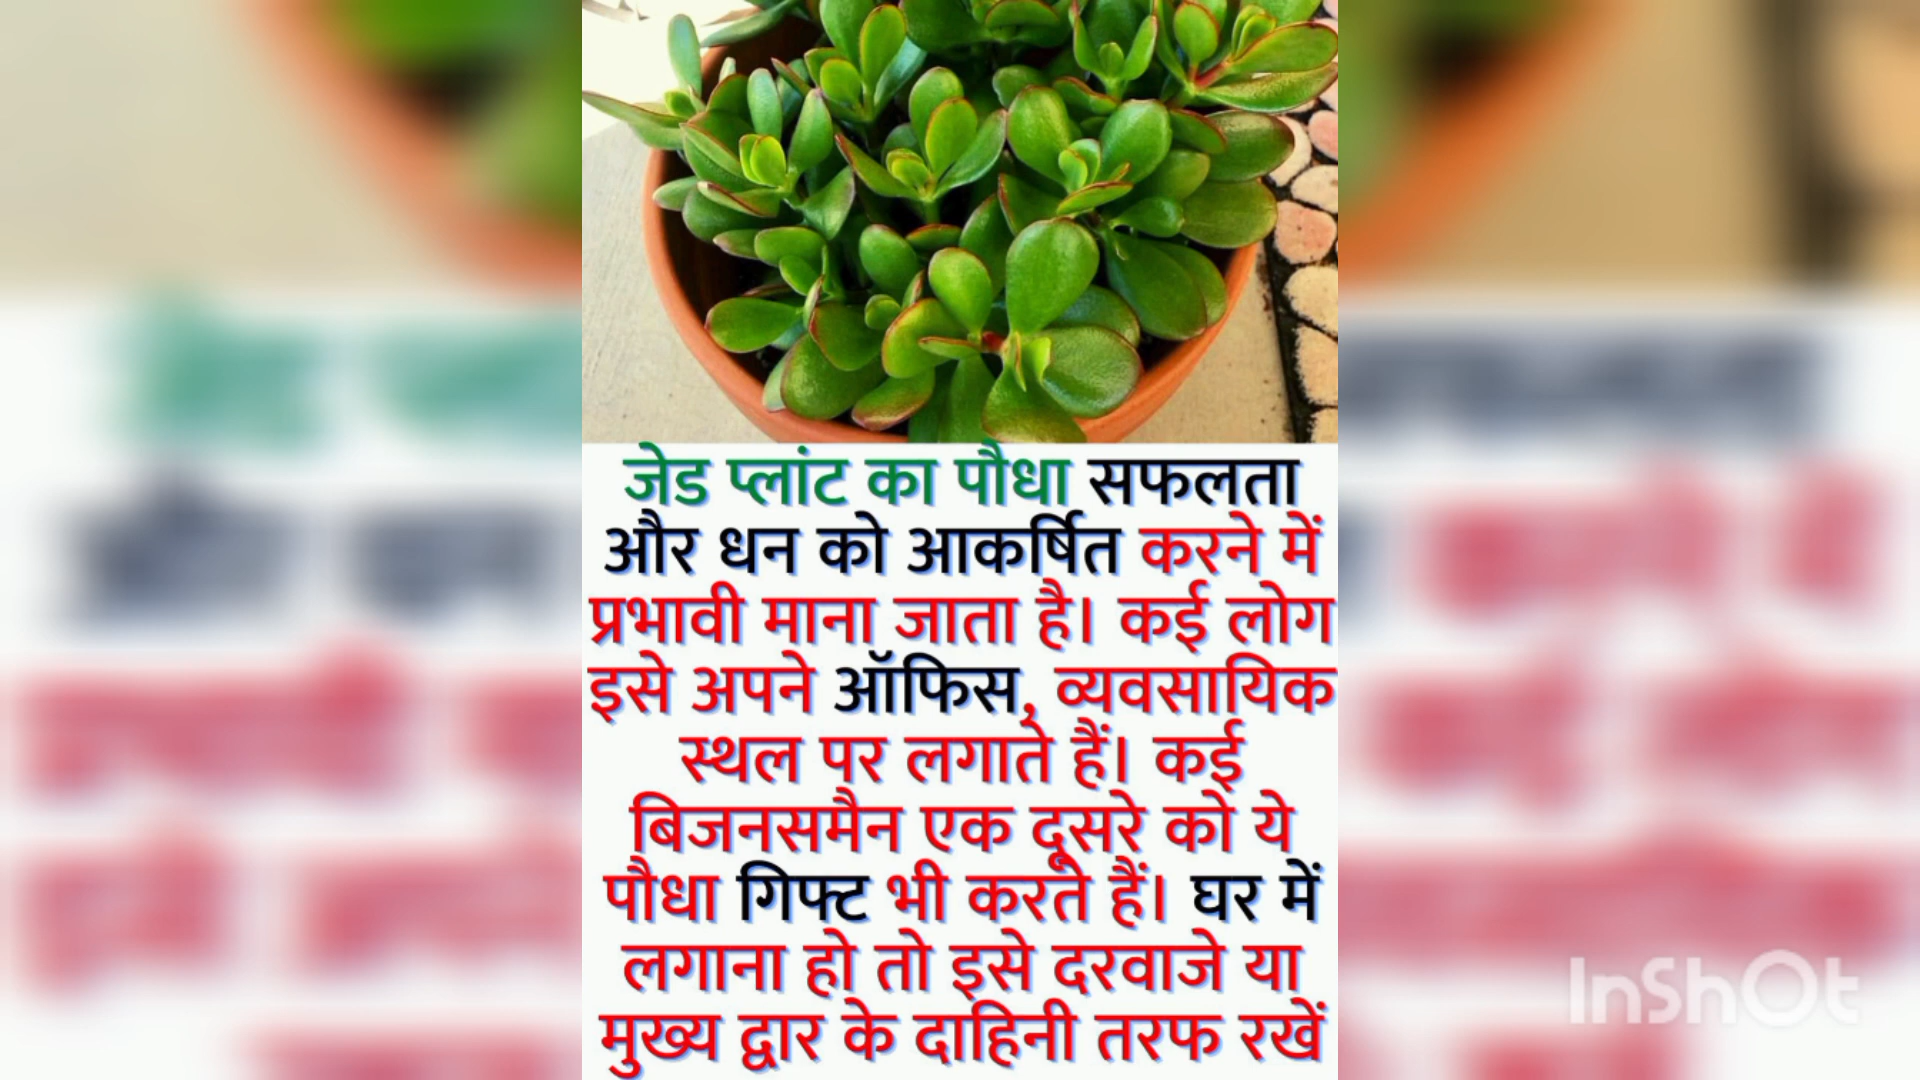 जेड प्लांट का पौधा सफलता
और धन को आकर्षित करने में
प्रभावी माना जाता है। कई लोग
इसे अपने ऑफिस, व्यवसायिक
स्थल पर लगाते हैं। कई
बिजनसमैन एक दूसरे को ये
पौधा गिफ्ट भी करते हैं। घर में
लगाना हो तो इसे दरवाजे या
मुख्य द्वार के दाहिनी तरफ रखें
InShOt